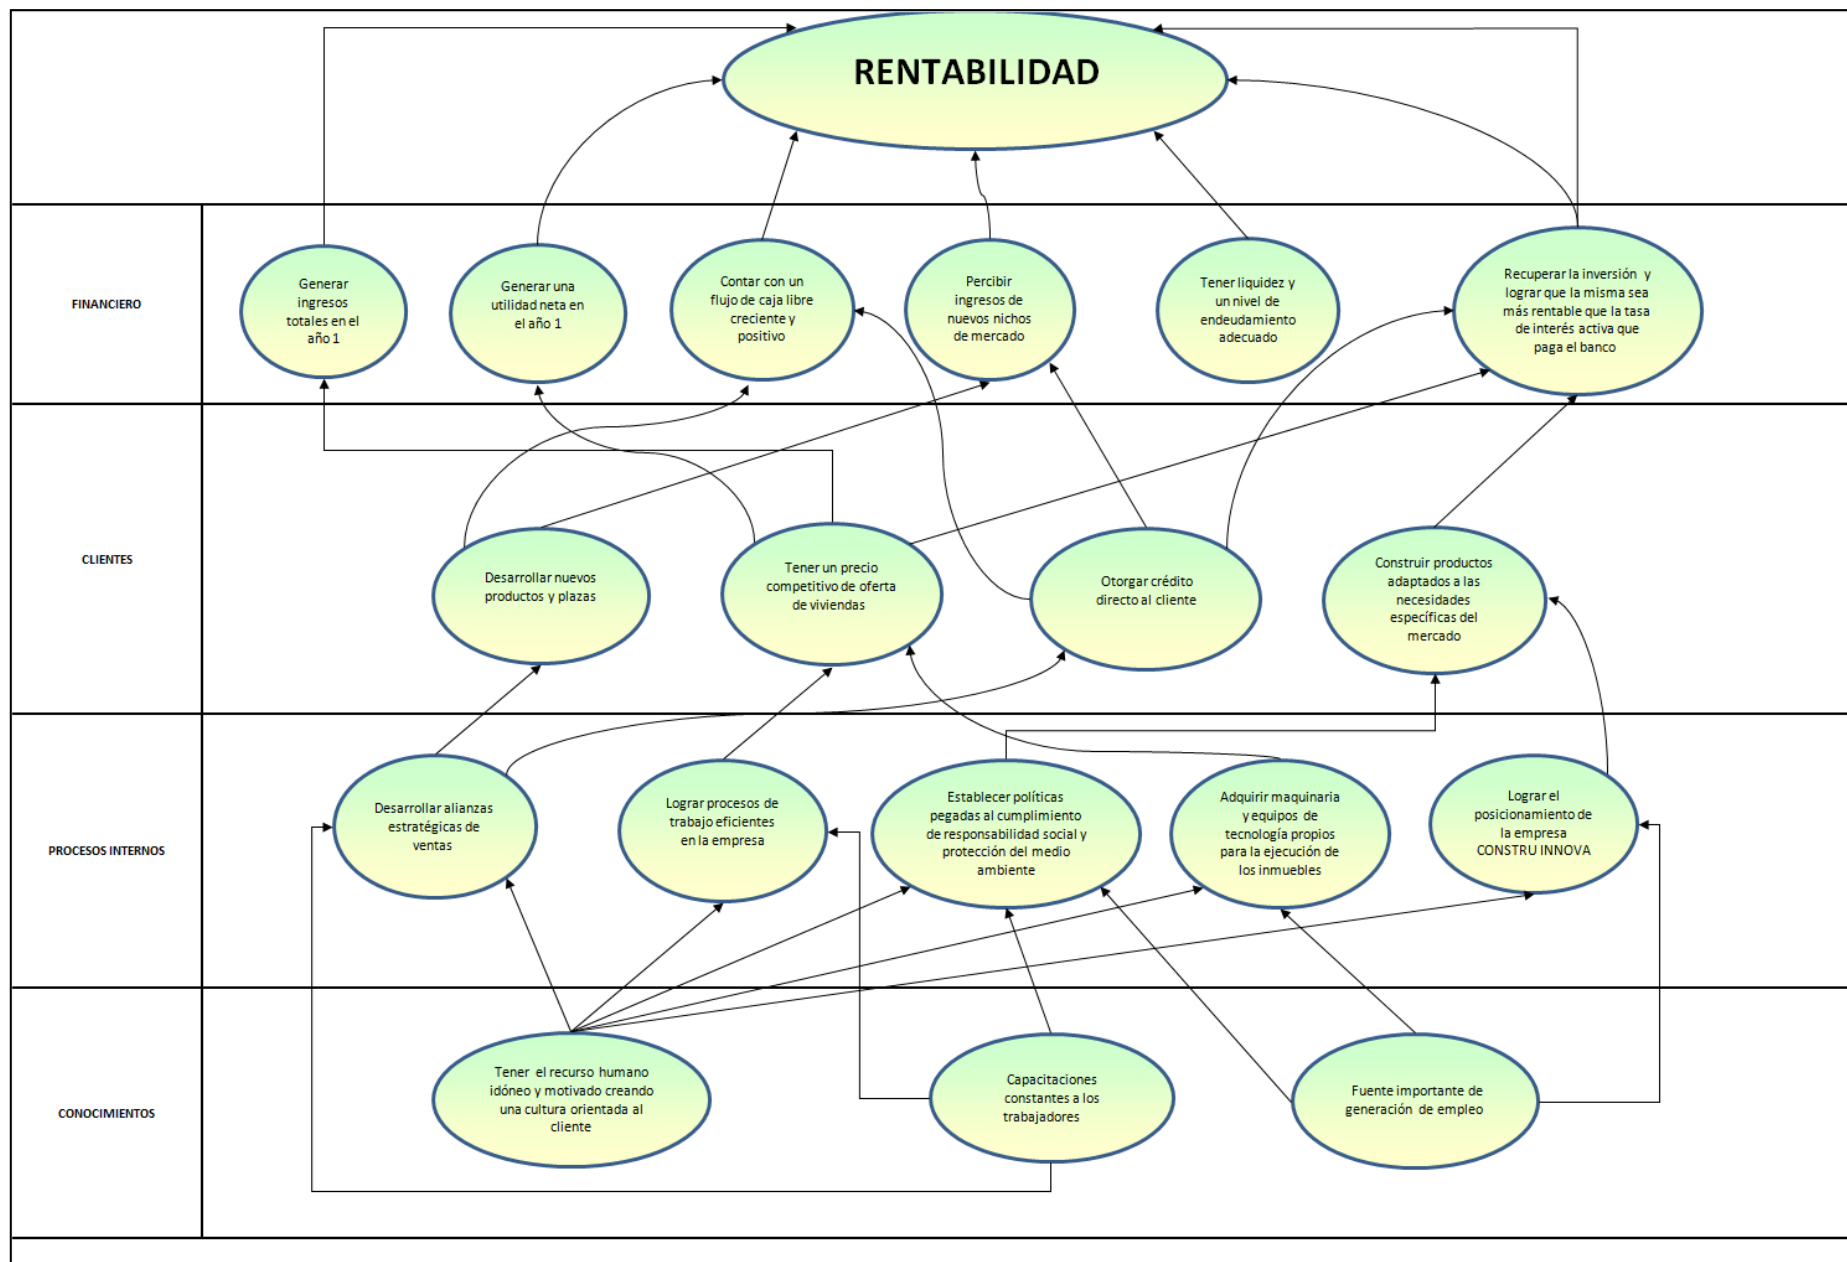 RENTABILIDAD
FINANCIERO
Generar
ingresos
totales en el
año 1
Generar una
utilidad neta en
el año 1
Contar con un
flujo de caja libre
creciente y
positivo
Percibir
ingresos de
nuevos nichos
de mercado
Tener liquidez y
un nivel de
endeudamiento
adecuado
Recuperar la inversión y
lograr que la misma sea
más rentable que la tasa
de interés activa que
paga el banco
CLIENTES
Desarrollar nuevos
productos y plazas
Tener un precio
competitivo de oferta
de viviendas
Otorgar crédito
directo al cliente
Construir productos
adaptados a las
necesidades
específicas del
mercado
PROCESOS INTERNOS
Desarrollar alianzas
estratégicas de
ventas
Lograr procesos de
trabajo eficientes
en la empresa
Establecer políticas
pegadas al cumplimiento
de responsabilidad social y
protección del medio
ambiente
Adquirir maquinaria
y equipos de
tecnología propios
para la ejecución de
los inmuebles
Lograr el
posicionamiento de
la empresa
CONSTRU INNOVA
CONOCIMIENTOS
Tener el recurso humano
idóneo y motivado creando
una cultura orientada al
cliente
Capacitaciones
constantes a los
trabajadores
Fuente importante de
generación de empleo